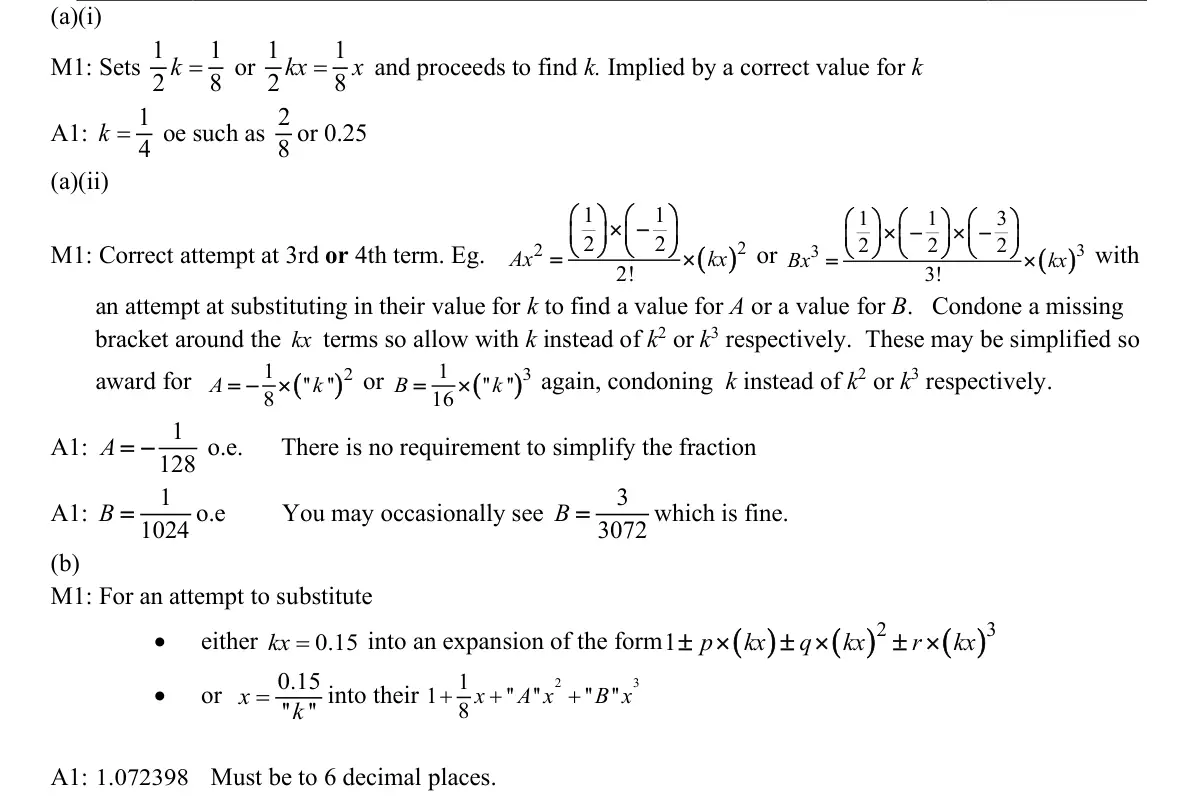 (a)(i)
M1: Sets 1/2 k = 1/8 or 1/2 kx = 1/8 x and proceeds to find k. Implied by a correct value for k
A1: k = 1/4 oe such as 2/8 or 0.25
(a)(ii)
M1: Correct attempt at 3rd or 4th term. Eg. Ax² = ((1/2)×(−1/2))/2! ×(kx)² or Bx³ = ((1/2)×(−1/2)×(−3/2))/3! ×(kx)³ with
an attempt at substituting in their value for k to find a value for A or a value for B. Condone a missing
bracket around the kx terms so allow with k instead of k² or k³ respectively. These may be simplified so
award for A = −1/8 ×("k")² or B = 1/16 ×("k")³ again, condoning k instead of k² or k³ respectively.
A1: A = −1/128 o.e. There is no requirement to simplify the fraction
A1: B = 1/1024 o.e You may occasionally see B = 3/3072 which is fine.
(b)
M1: For an attempt to substitute
• either kx = 0.15 into an expansion of the form 1± p×(kx)± q×(kx)² ± r×(kx)³
• or x = 0.15/"k" into their 1+ 1/8 x + "A"x² + "B"x³
A1: 1.072398 Must be to 6 decimal places.